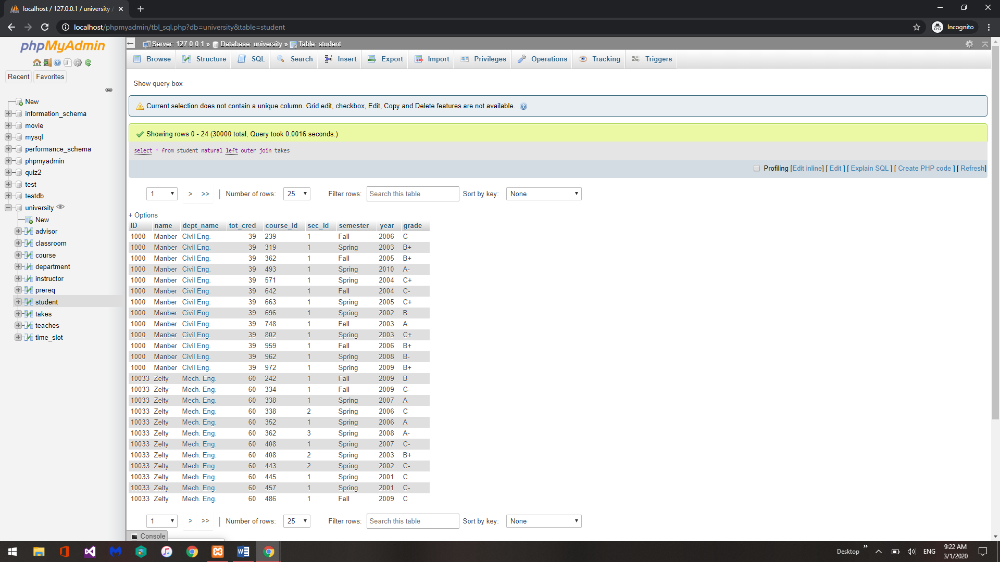 localhost / 127.0.0.1 / university /
localhost/phpmyadmin/tbl_sql.php?db=university&table=student
Incognito
phpMyAdmin
Recent
Favorites
New
information_schema
movie
mysql
performance_schema
phpmyadmin
quiz2
test
testdb
university
New
advisor
classroom
course
department
instructor
prereq
student
takes
teaches
time_slot
Server: 127.0.0.1 » Database: university » Table: student
Browse Structure SQL Search Insert Export Import Privileges Operations Tracking Triggers
Show query box
Current selection does not contain a unique column. Grid edit, checkbox, Edit, Copy and Delete features are not available.
Showing rows 0 - 24 (30000 total, Query took 0.0016 seconds.)
select * from student natural left outer join takes
Profiling [Edit inline] [ Edit ] [ Explain SQL ] [ Create PHP code ] [ Refresh]
1 > >> | Number of rows: 25 Filter rows: Search this table Sort by key: None
+ Options
ID name dept_name tot_cred course_id sec_id semester year grade
1000 Manber Civil Eng. 39 239 1 Fall 2006 C
1000 Manber Civil Eng. 39 319 1 Spring 2003 B+
1000 Manber Civil Eng. 39 362 1 Fall 2005 B+
1000 Manber Civil Eng. 39 493 1 Spring 2010 A-
1000 Manber Civil Eng. 39 571 1 Spring 2004 C+
1000 Manber Civil Eng. 39 642 1 Fall 2004 C-
1000 Manber Civil Eng. 39 663 1 Spring 2005 C+
1000 Manber Civil Eng. 39 696 1 Spring 2002 B
1000 Manber Civil Eng. 39 748 1 Fall 2003 A
1000 Manber Civil Eng. 39 802 1 Spring 2003 C+
1000 Manber Civil Eng. 39 959 1 Fall 2006 B+
1000 Manber Civil Eng. 39 962 1 Spring 2008 B-
1000 Manber Civil Eng. 39 972 1 Spring 2009 B+
10033 Zelty Mech. Eng. 60 242 1 Fall 2009 B
10033 Zelty Mech. Eng. 60 334 1 Fall 2009 C-
10033 Zelty Mech. Eng. 60 338 1 Spring 2007 A
10033 Zelty Mech. Eng. 60 338 2 Spring 2006 C
10033 Zelty Mech. Eng. 60 352 1 Spring 2006 A
10033 Zelty Mech. Eng. 60 362 3 Spring 2008 A-
10033 Zelty Mech. Eng. 60 408 1 Spring 2007 C-
10033 Zelty Mech. Eng. 60 408 2 Spring 2003 B+
10033 Zelty Mech. Eng. 60 443 2 Spring 2002 C-
10033 Zelty Mech. Eng. 60 445 1 Spring 2001 C
10033 Zelty Mech. Eng. 60 457 1 Spring 2001 C-
10033 Zelty Mech. Eng. 60 486 1 Fall 2009 C
1 > >> | Number of rows: 25 Filter rows: Search this table Sort by key: None
Console
Desktop
ENG
9:22 AM
3/1/2020